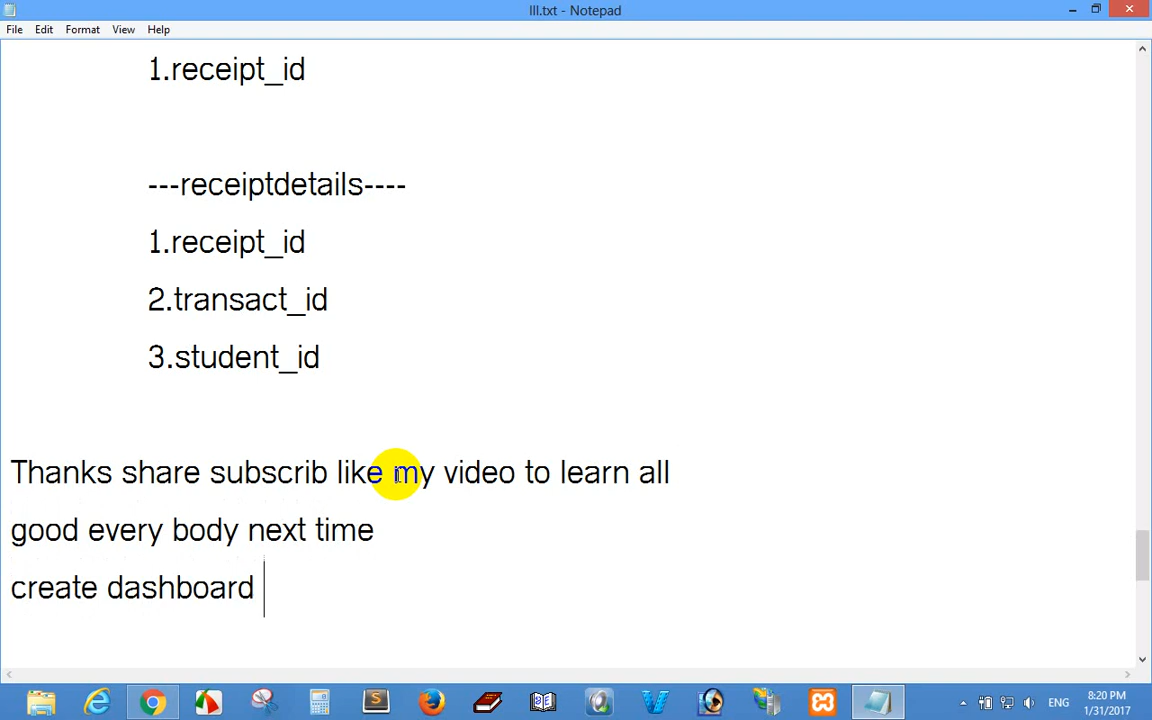 lll.txt - Notepad
File Edit Format View Help
1.receipt_id
---receiptdetails----
1.receipt_id
2.transact_id
3.student_id
Thanks share subscrib like my video to learn all
good every body next time
create dashboard
ENG
8:20 PM
1/31/2017